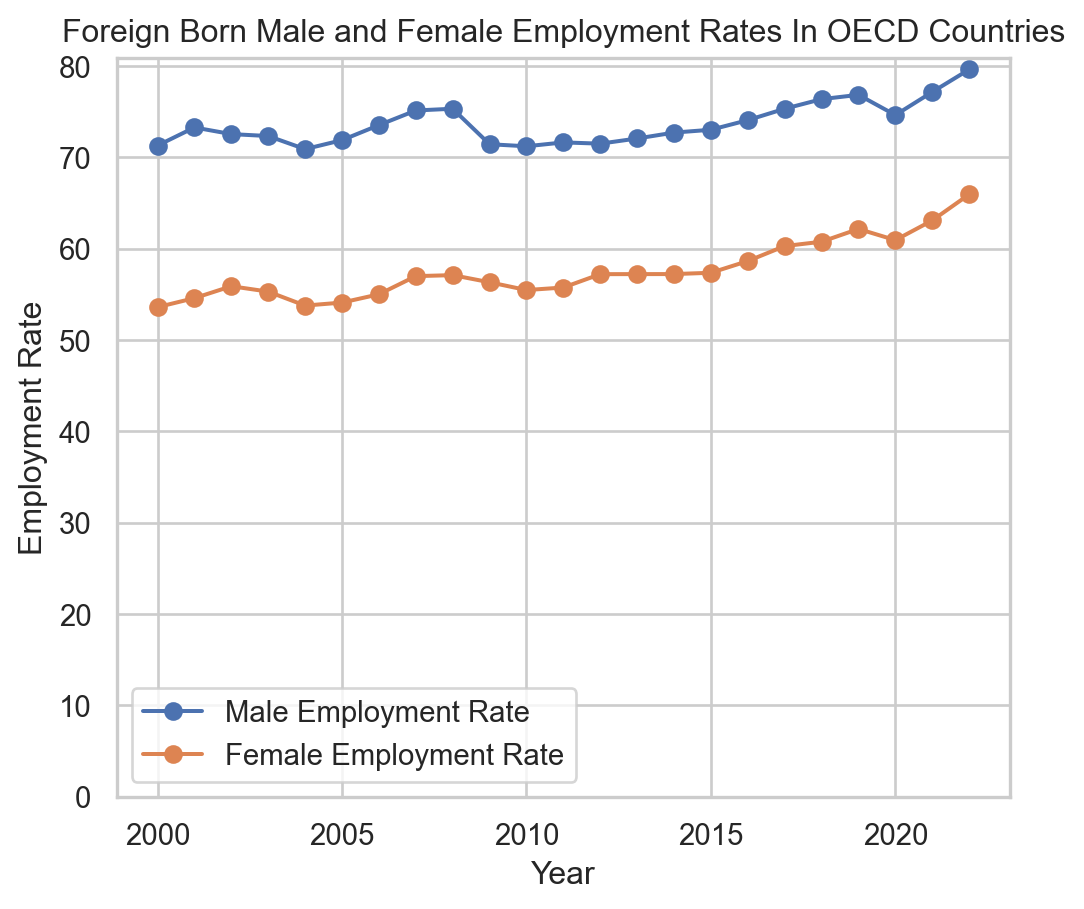 Foreign Born Male and Female Employment Rates In OECD Countries
80
70
60
50
40
30
20
10
0
Employment Rate
Male Employment Rate
Female Employment Rate
2000 2005 2010 2015 2020
Year